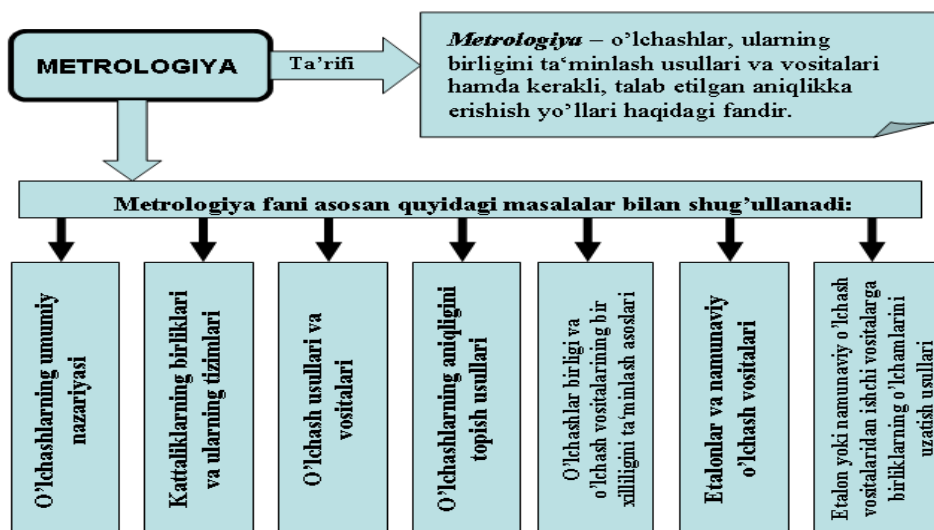 METROLOGIYA
Ta'rifi
Metrologiya – o'lchashlar, ularning
birligini ta‘minlash usullari va vositalari
hamda kerakli, talab etilgan aniqlikka
erishish yo'llari haqidagi fandir.
Metrologiya fani asosan quyidagi masalalar bilan shug'ullanadi:
O'lchashlarning umumiy
nazariyasi
Kattaliklarning birliklari
va ularning tizimlari
O'lchash usullari va
vositalari
O'lchashlarning aniqligini
topish usullari
O'lchashlar birligi va
o'lchash vositalarining bir
xilliligini ta‘minlash asoslari
Etalonlar va namunaviy
o'lchash vositalari
Etalon yoki namunaviy o'lchash
vositalaridan ishchi vositalarga
birliklarning o'lchamlarini
uzatish usullari